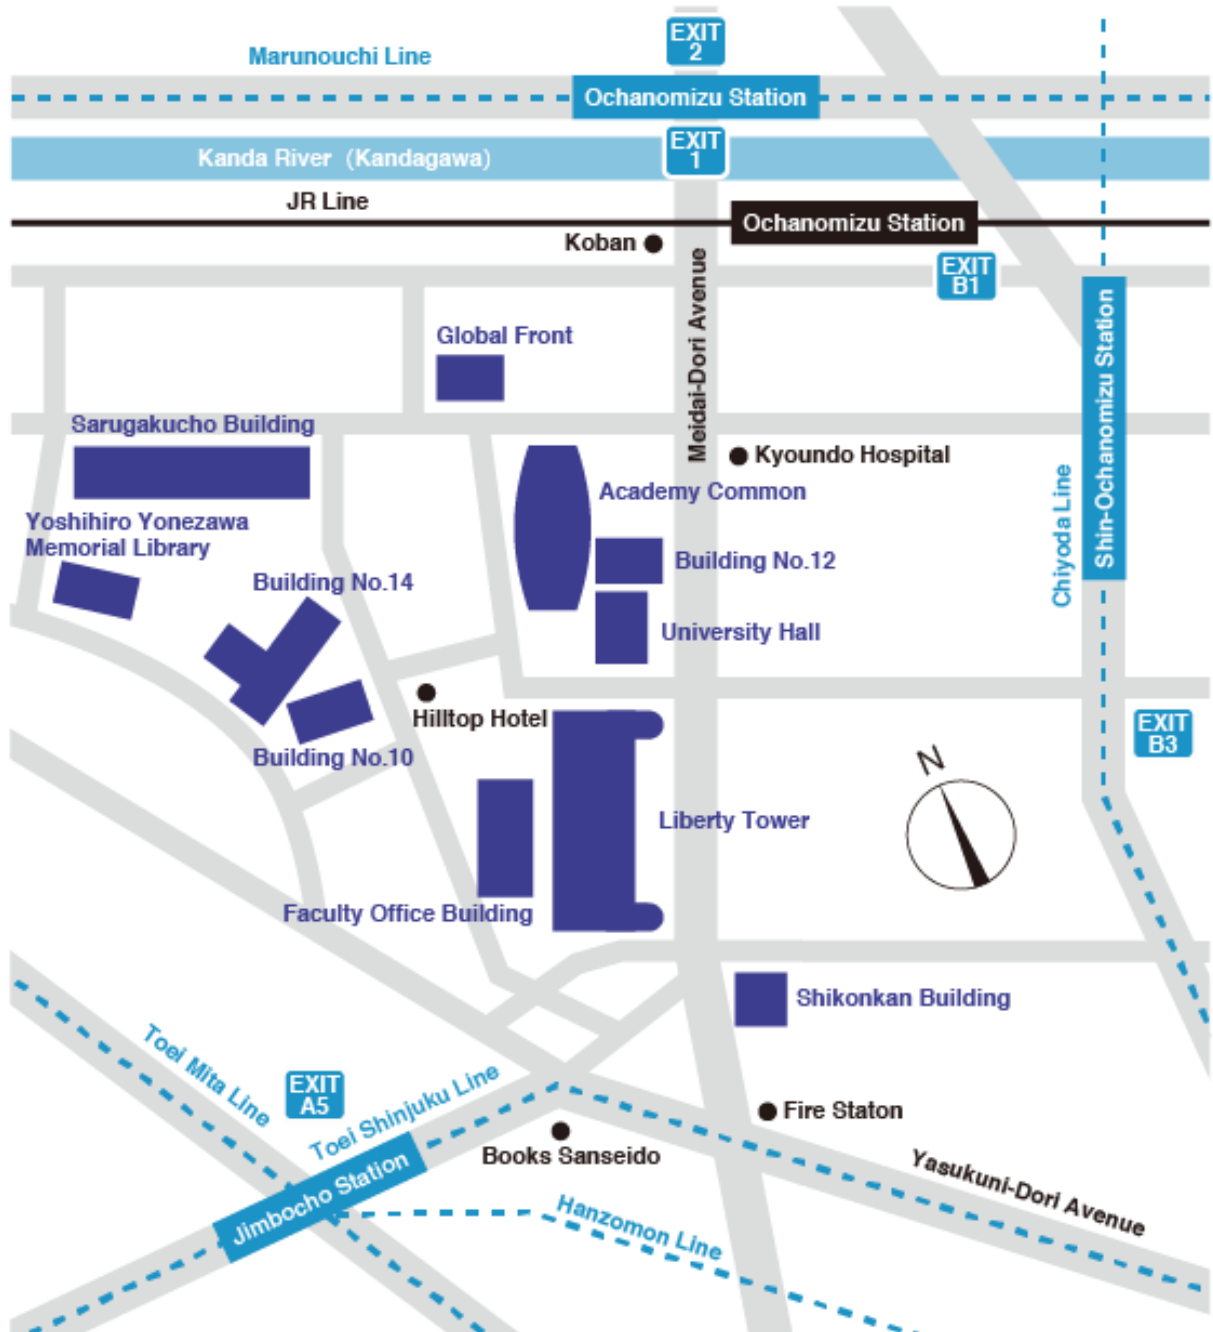 EXIT
2
Marunouchi Line
Ochanomizu Station
EXIT
1
Kanda River (Kandagawa)
JR Line
Ochanomizu Station
Koban
EXIT
B1
Meidai-Dori Avenue
Global Front
Shin-Ochanomizu Station
Sarugakucho Building
Kyoundo Hospital
Academy Common
Chiyoda Line
Yoshihiro Yonezawa
Memorial Library
Building No.12
Building No.14
University Hall
Hilltop Hotel
EXIT
B3
Building No.10
N
Liberty Tower
Faculty Office Building
Shikonkan Building
Toei Mita Line
EXIT
A5
Toei Shinjuku Line
Fire Staton
Books Sanseido
Jimbocho Station
Yasukuni-Dori Avenue
Hanzomon Line